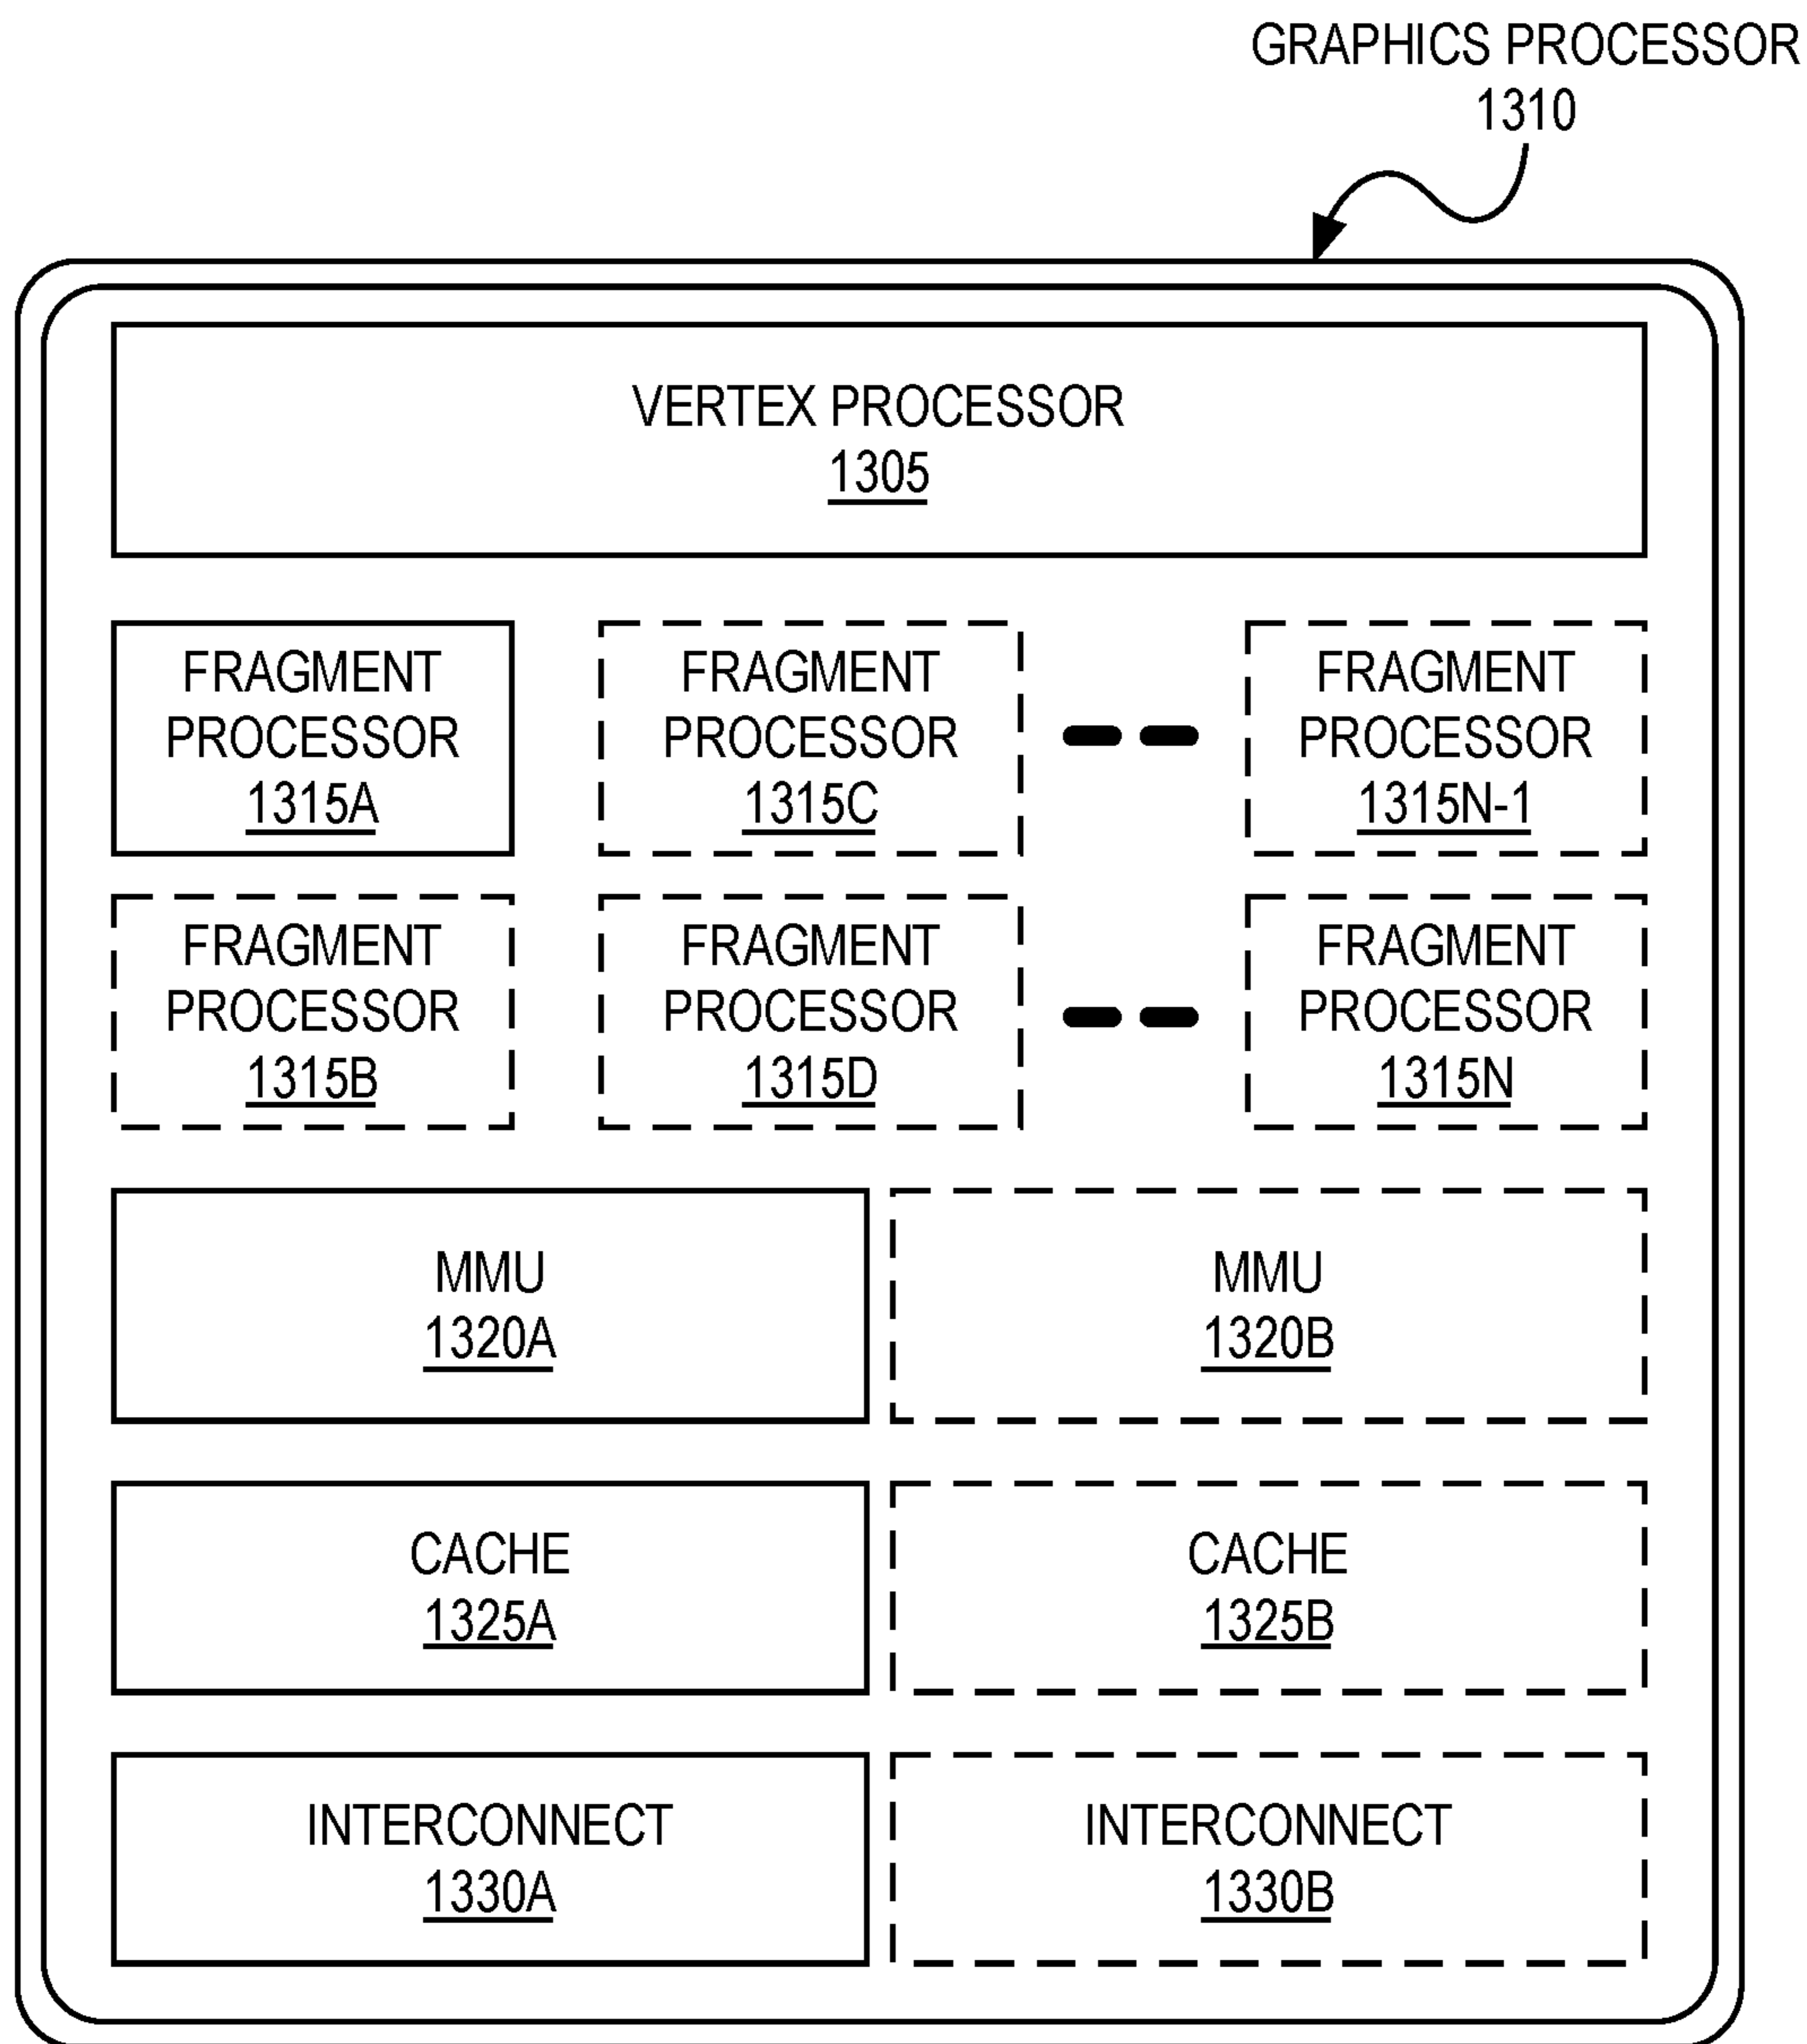 GRAPHICS PROCESSOR
1310
VERTEX PROCESSOR
1305
FRAGMENT
PROCESSOR
1315A
FRAGMENT
PROCESSOR
1315C
FRAGMENT
PROCESSOR
1315N-1
FRAGMENT
PROCESSOR
1315B
FRAGMENT
PROCESSOR
1315D
FRAGMENT
PROCESSOR
1315N
MMU
1320A
MMU
1320B
CACHE
1325A
CACHE
1325B
INTERCONNECT
1330A
INTERCONNECT
1330B